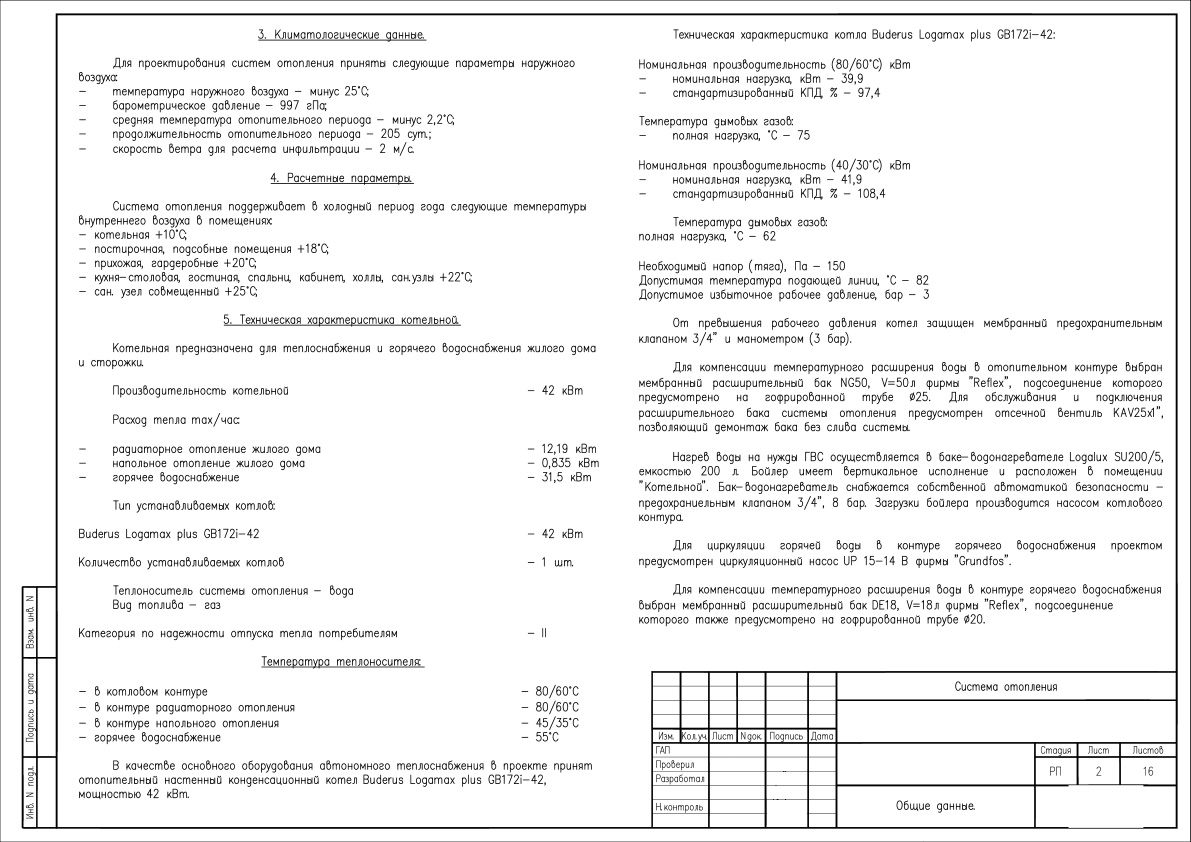 3. Климатологические данные.
Для проектирования систем отопления приняты следующие параметры наружного
воздуха:
– температура наружного воздуха – минус 25°С;
– барометрическое давление – 997 гПа;
– средняя температура отопительного периода – минус 2,2°С;
– продолжительность отопительного периода – 205 сут.;
– скорость ветра для расчета инфильтрации – 2 м/с.
4. Расчетные параметры.
Система отопления поддерживает в холодный период года следующие температуры
внутреннего воздуха в помещениях:
– котельная +10°С;
– постирочная, подсобные помещения +18°С;
– прихожая, гардеробные +20°С;
– кухня–столовая, гостиная, спальни, кабинет, холлы, сан.узлы +22°С;
– сан. узел совмещенный +25°С;
5. Техническая характеристика котельной.
Котельная предназначена для теплоснабжения и горячего водоснабжения жилого дома
и сторожки.
Производительность котельной – 42 кВт
Расход тепла max/час:
– радиаторное отопление жилого дома – 12,19 кВт
– напольное отопление жилого дома – 0,835 кВт
– горячее водоснабжение – 31,5 кВт
Тип устанавливаемых котлов:
Buderus Logamax plus GB172i–42 – 42 кВт
Количество устанавливаемых котлов – 1 шт.
Теплоноситель системы отопления – вода
Вид топлива – газ
Категория по надежности отпуска тепла потребителям – II
Температура теплоносителя:
– в котловом контуре – 80/60°С
– в контуре радиаторного отопления – 80/60°С
– в контуре напольного отопления – 45/35°С
– горячее водоснабжение – 55°С
В качестве основного оборудования автономного теплоснабжения в проекте принят
отопительный настенный конденсационный котел Buderus Logamax plus GB172i–42,
мощностью 42 кВт.
Техническая характеристика котла Buderus Logamax plus GB172i–42:
Номинальная производительность (80/60°С) кВт
– номинальная нагрузка, кВт – 39,9
– стандартизированный КПД, % – 97,4
Температура дымовых газов:
– полная нагрузка, °С – 75
Номинальная производительность (40/30°С) кВт
– номинальная нагрузка, кВт – 41,9
– стандартизированный КПД, % – 108,4
Температура дымовых газов:
полная нагрузка, °С – 62
Необходимый напор (тяга), Па – 150
Допустимая температура подающей линии, °С – 82
Допустимое избыточное рабочее давление, бар – 3
От превышения рабочего давления котел защищен мембранный предохранительным
клапаном 3/4" и манометром (3 бар).
Для компенсации температурного расширения воды в отопительном контуре выбран
мембранный расширительный бак NG50, V=50л фирмы "Reflex", подсоединение которого
предусмотрено на гофрированной трубе ø25. Для обслуживания и подключения
расширительного бака системы отопления предусмотрен отсечной вентиль KAV25x1",
позволяющий демонтаж бака без слива системы.
Нагрев воды на нужды ГВС осуществляется в баке–водонагревателе Logalux SU200/5,
емкостью 200 л. Бойлер имеет вертикальное исполнение и расположен в помещении
"Котельной". Бак–водонагреватель снабжается собственной автоматикой безопасности –
предохраниельным клапаном 3/4", 8 бар. Загрузки бойлера производится насосом котлового
контура.
Для циркуляции горячей воды в контуре горячего водоснабжения проектом
предусмотрен циркуляционный насос UP 15–14 В фирмы "Grundfos".
Для компенсации температурного расширения воды в контуре горячего водоснабжения
выбран мембранный расширительный бак DE18, V=18л фирмы "Reflex", подсоединение
которого также предусмотрено на гофрированной трубе ø20.
Взам. инв. N
Подпись и дата
Инв. N подл.
Система отопления
Изм. Кол.уч. Лист N док. Подпись Дата
ГАП
Проверил
Разработал
Н.контроль
Стадия Лист Листов
РП 2 16
Общие данные.